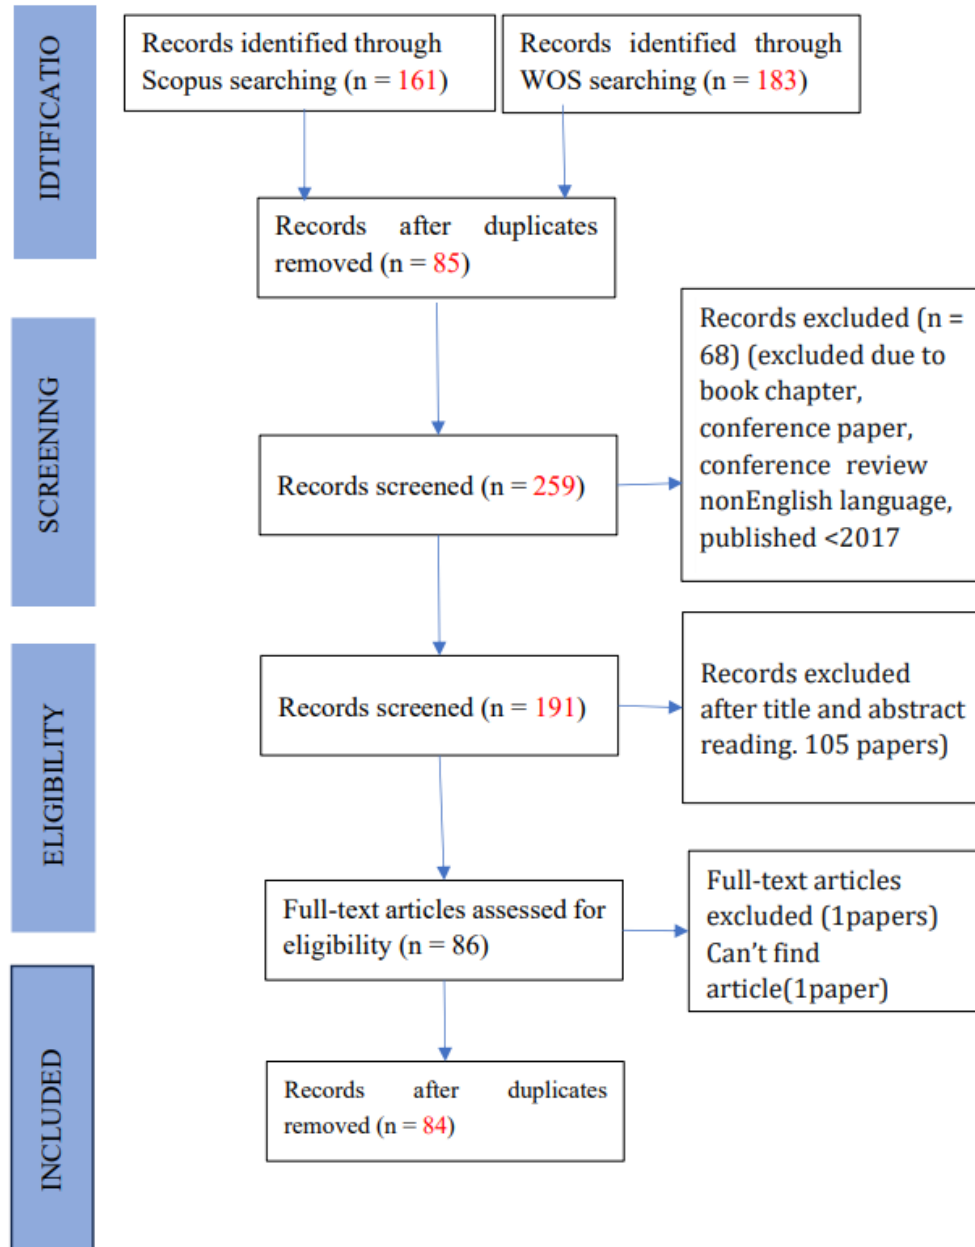 IDTIFICATIO
Records identified through
Scopus searching (n = 161)
Records identified through
WOS searching (n = 183)
Records after duplicates
removed (n = 85)
SCREENING
Records excluded (n =
68) (excluded due to
book chapter,
conference paper,
conference review
nonEnglish language,
published <2017
Records screened (n = 259)
ELIGIBILITY
Records screened (n = 191)
Records excluded
after title and abstract
reading. 105 papers)
Full-text articles assessed for
eligibility (n = 86)
Full-text articles
excluded (1papers)
Can’t find
article(1paper)
INCLUDED
Records after duplicates
removed (n = 84)